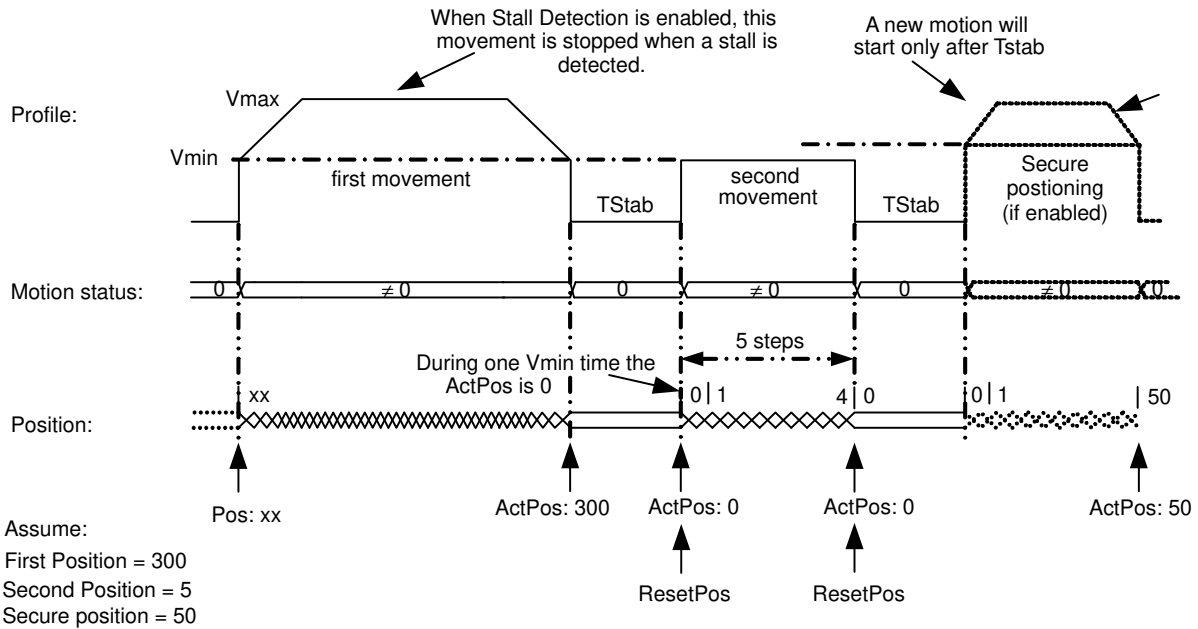 When Stall Detection is enabled, this
movement is stopped when a stall is
detected.
A new motion will
start only after Tstab
Profile:
Vmax
Vmin
first movement
TStab
second
movement
TStab
Secure
postioning
(if enabled)
Motion status:
0
≠ 0
0
≠ 0
0
≠ 0
0
5 steps
During one Vmin time the
ActPos is 0
Position:
xx
0 | 1
4 | 0
0 | 1
50
Pos: xx
ActPos: 300
ActPos: 0
ActPos: 0
ActPos: 50
ResetPos
ResetPos
Assume:
First Position = 300
Second Position = 5
Secure position = 50